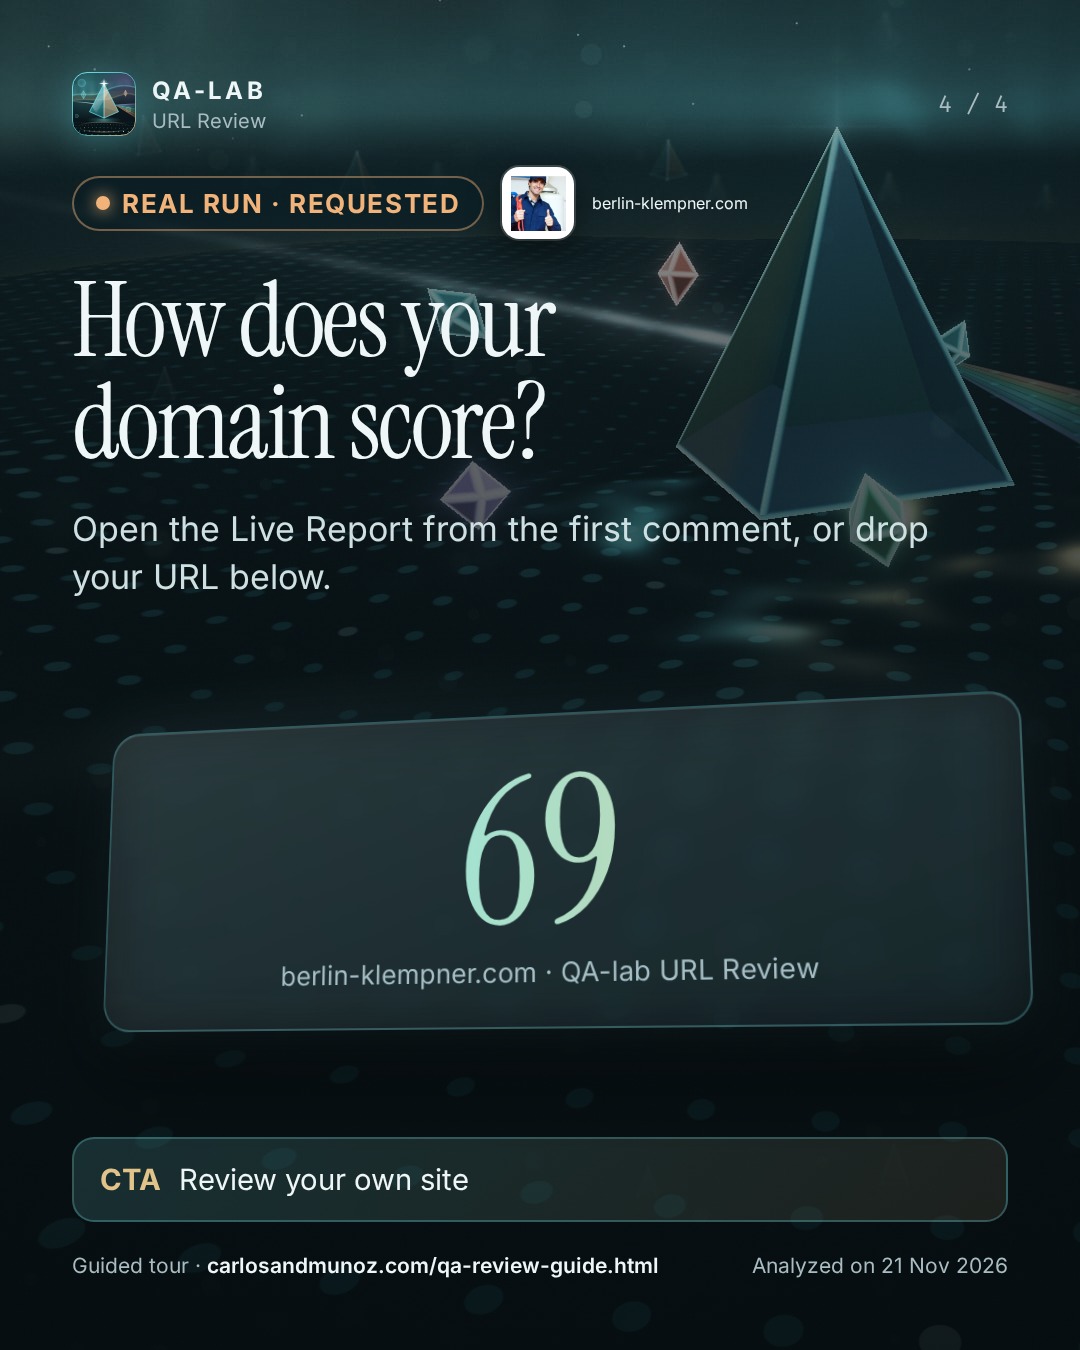 QA-LAB
URL Review
4 / 4
REAL RUN · REQUESTED
berlin-klempner.com
How does your
domain score?
Open the Live Report from the first comment, or drop
your URL below.
69
berlin-klempner.com · QA-lab URL Review
CTA Review your own site
Guided tour · carlosandmunoz.com/qa-review-guide.html
Analyzed on 21 Nov 2026